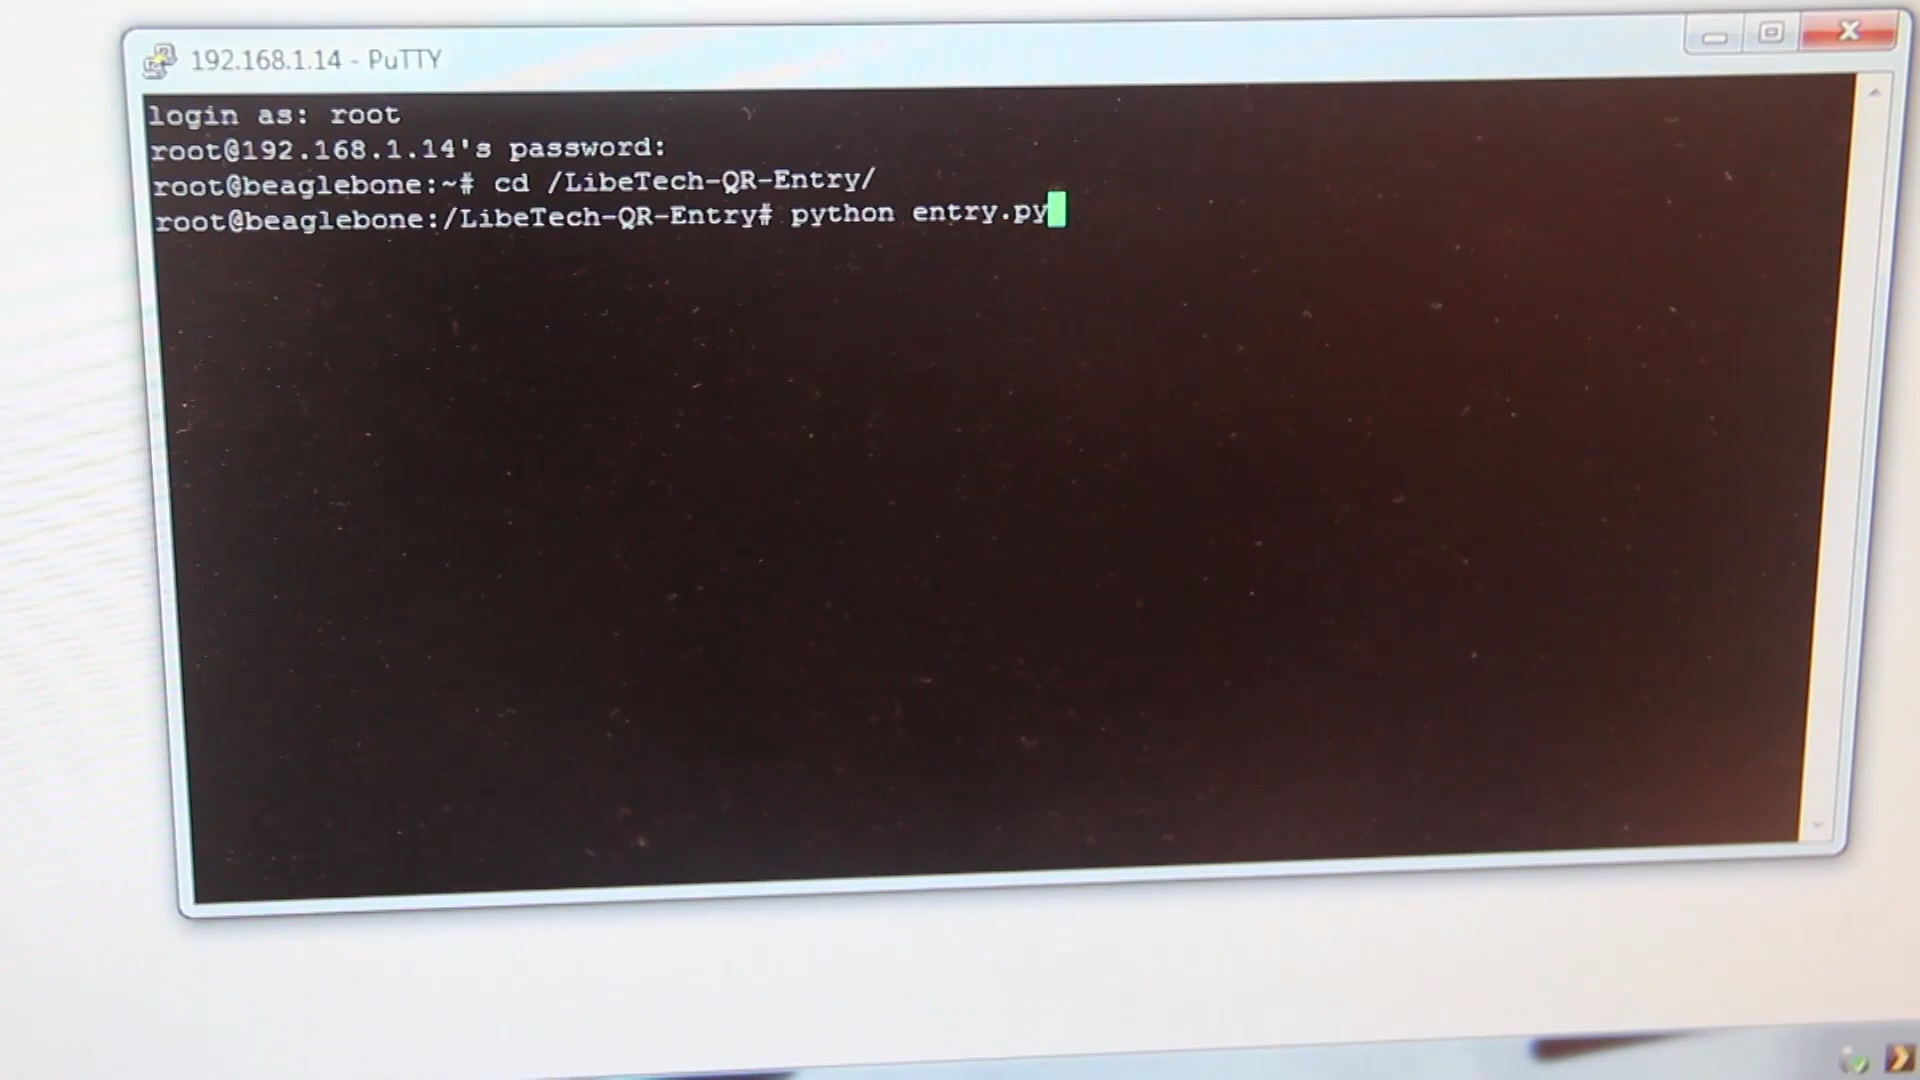 192.168.1.14 - PuTTY
login as: root
root@192.168.1.14's password:
root@beaglebone:~# cd /LibeTech-QR-Entry/
root@beaglebone:/LibeTech-QR-Entry# python entry.py